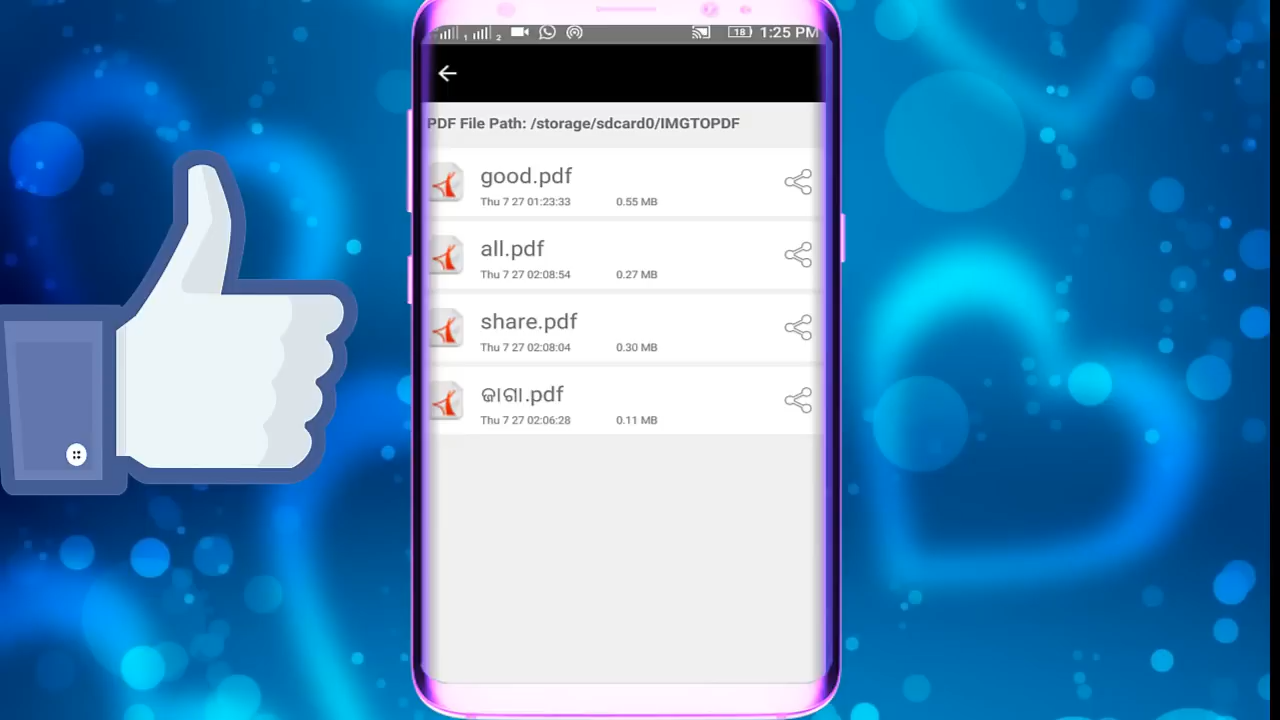 1 2 18 1:25 PM
PDF File Path: /storage/sdcard0/IMGTOPDF
good.pdf
Thu 7 27 01:23:33 0.55 MB
all.pdf
Thu 7 27 02:08:54 0.27 MB
share.pdf
Thu 7 27 02:08:04 0.30 MB
ଜାଗା.pdf
Thu 7 27 02:06:28 0.11 MB